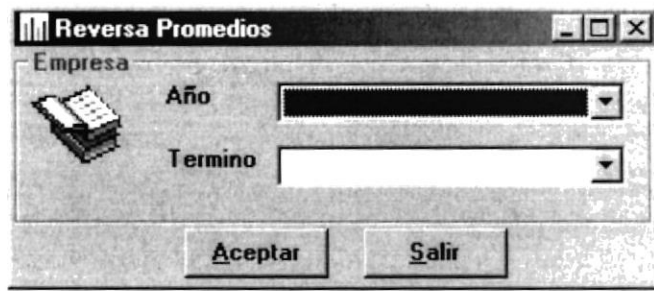 Reversa Promedios
Empresa
Año
Termino
Aceptar Salir